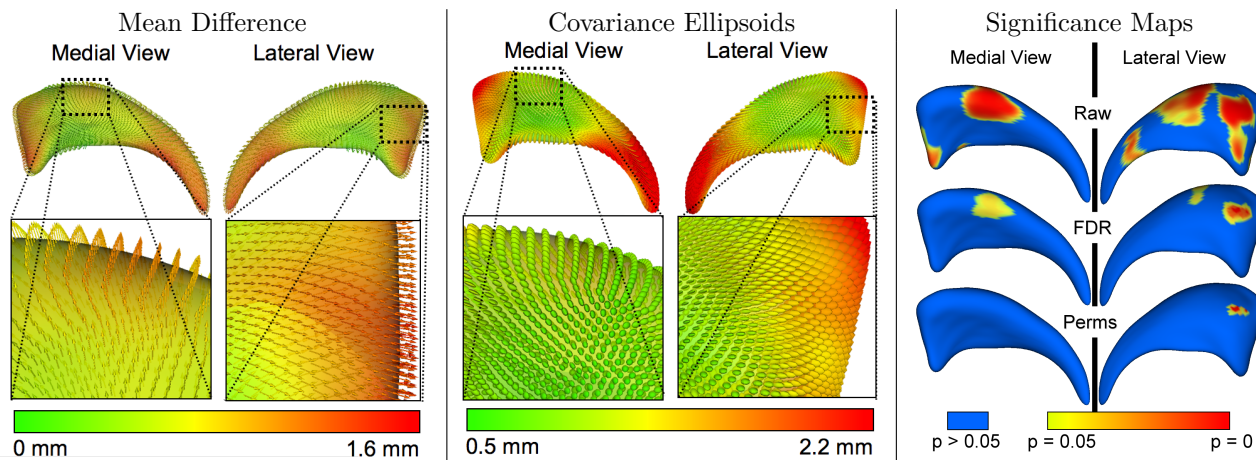 Mean Difference
Medial View
Lateral View
0 mm
1.6 mm
Covariance Ellipsoids
Medial View
Lateral View
0.5 mm
2.2 mm
Significance Maps
Medial View
Lateral View
Raw
FDR
Perms
p > 0.05
p = 0.05
p = 0